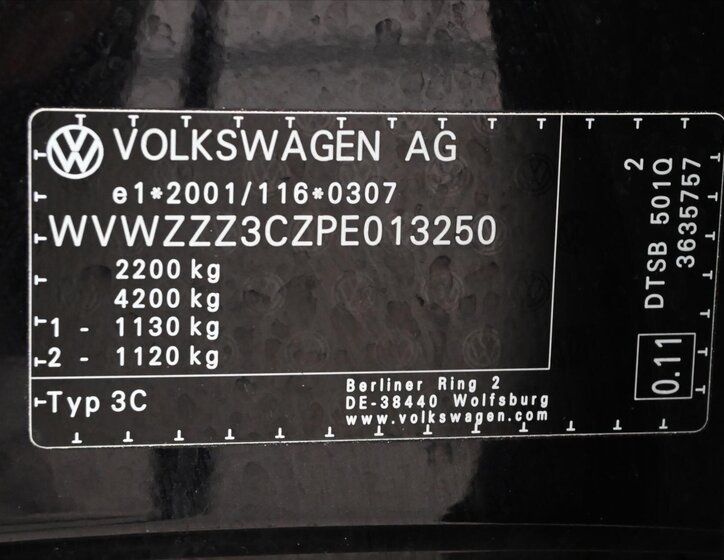 VOLKSWAGEN AG
e1*2001/116*0307
WVWZZZ3CZPE013250
2200 kg
4200 kg
1 - 1130 kg
2 - 1120 kg
Typ 3C
Berliner Ring 2
DE-38440 Wolfsburg
www.volkswagen.com
2
DTSB 501Q
3635757
0.11